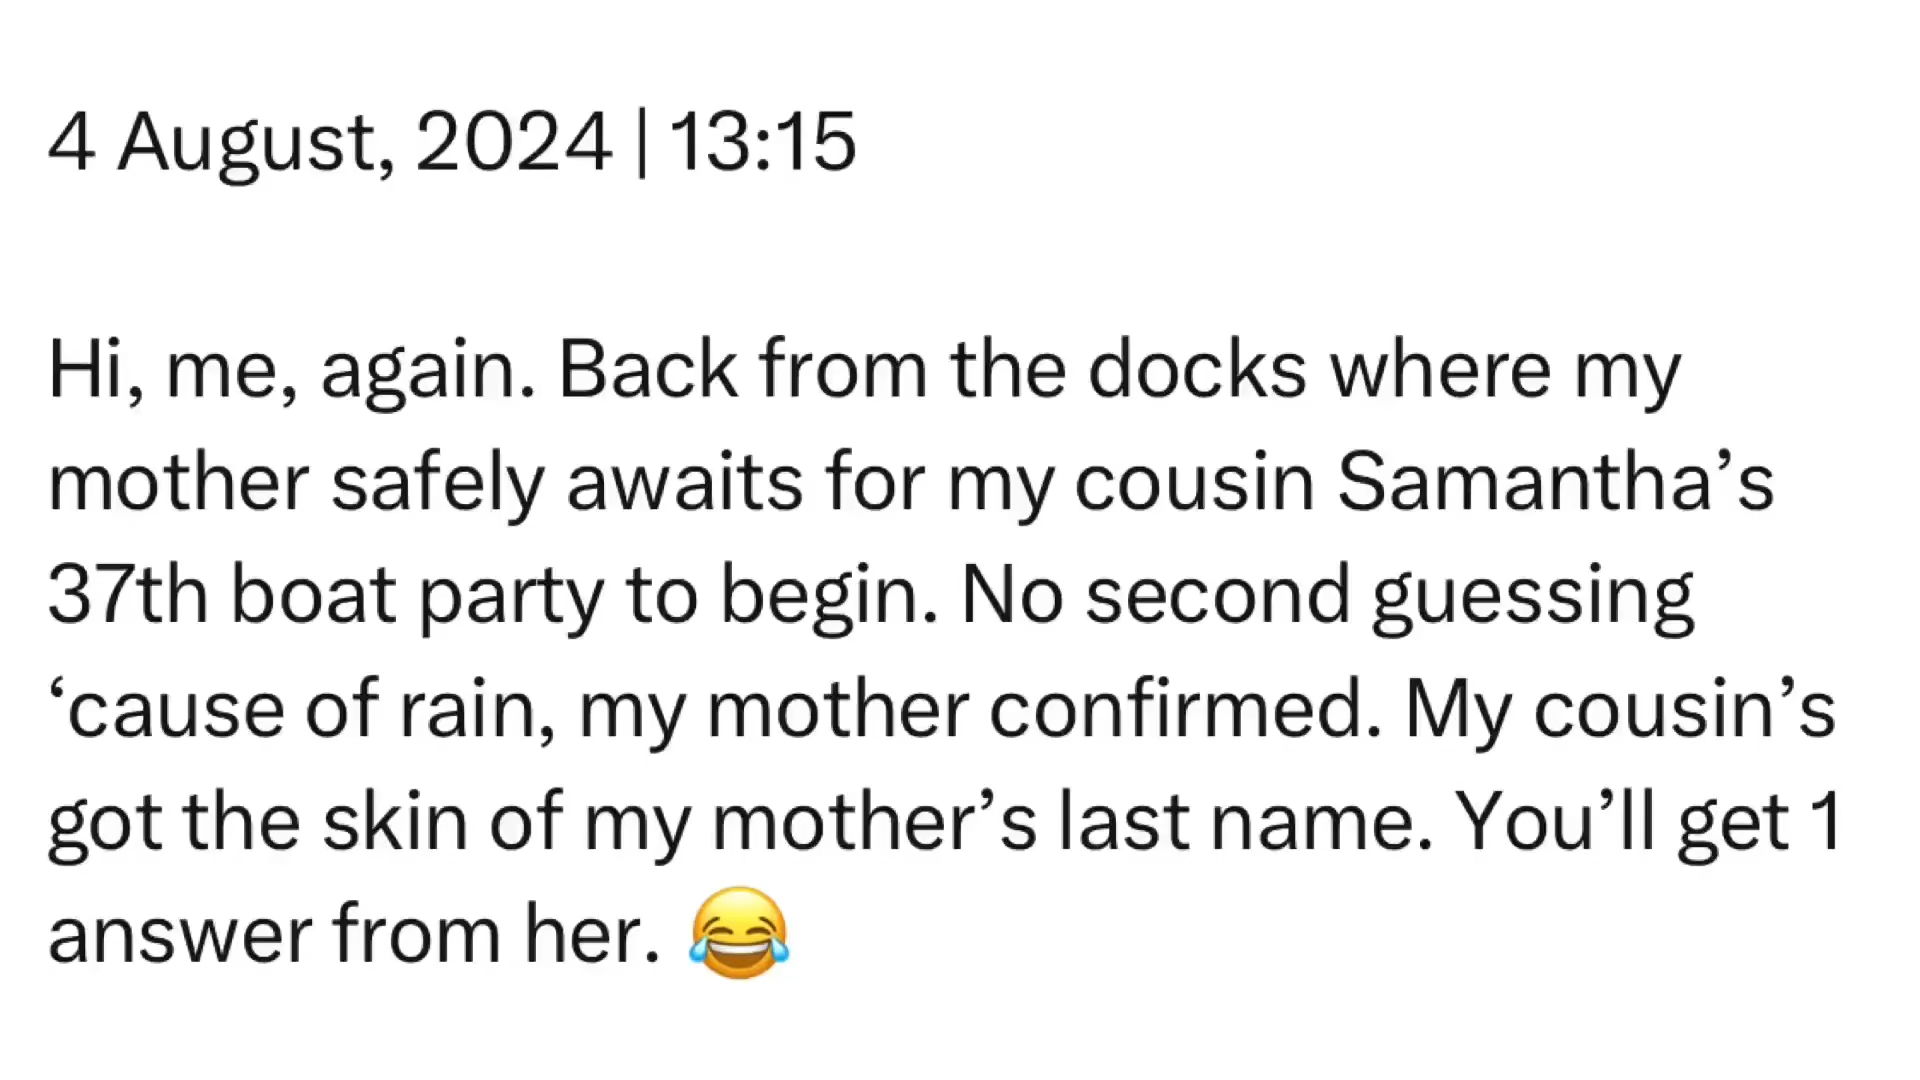 4 August, 2024 | 13:15
Hi, me, again. Back from the docks where my
mother safely awaits for my cousin Samantha’s
37th boat party to begin. No second guessing
‘cause of rain, my mother confirmed. My cousin’s
got the skin of my mother’s last name. You’ll get 1
answer from her. 😂